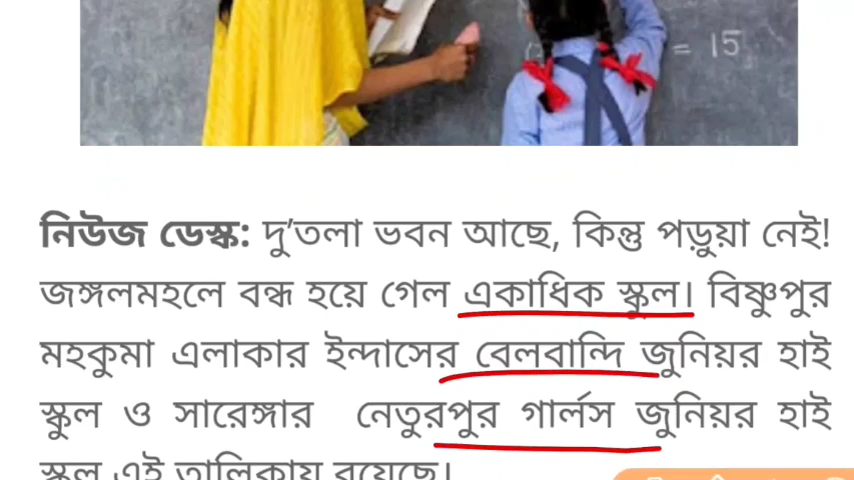 = 15
নিউজ ডেস্ক: দু'তলা ভবন আছে, কিন্তু পড়ুয়া নেই!
জঙ্গলমহলে বন্ধ হয়ে গেল একাধিক স্কুল। বিষ্ণুপুর
মহকুমা এলাকার ইন্দাসের বেলবান্দি জুনিয়র হাই
স্কুল ও সারেঙ্গার নেতুরপুর গার্লস জুনিয়র হাই
স্কুল এই তালিকায় রয়েছে।